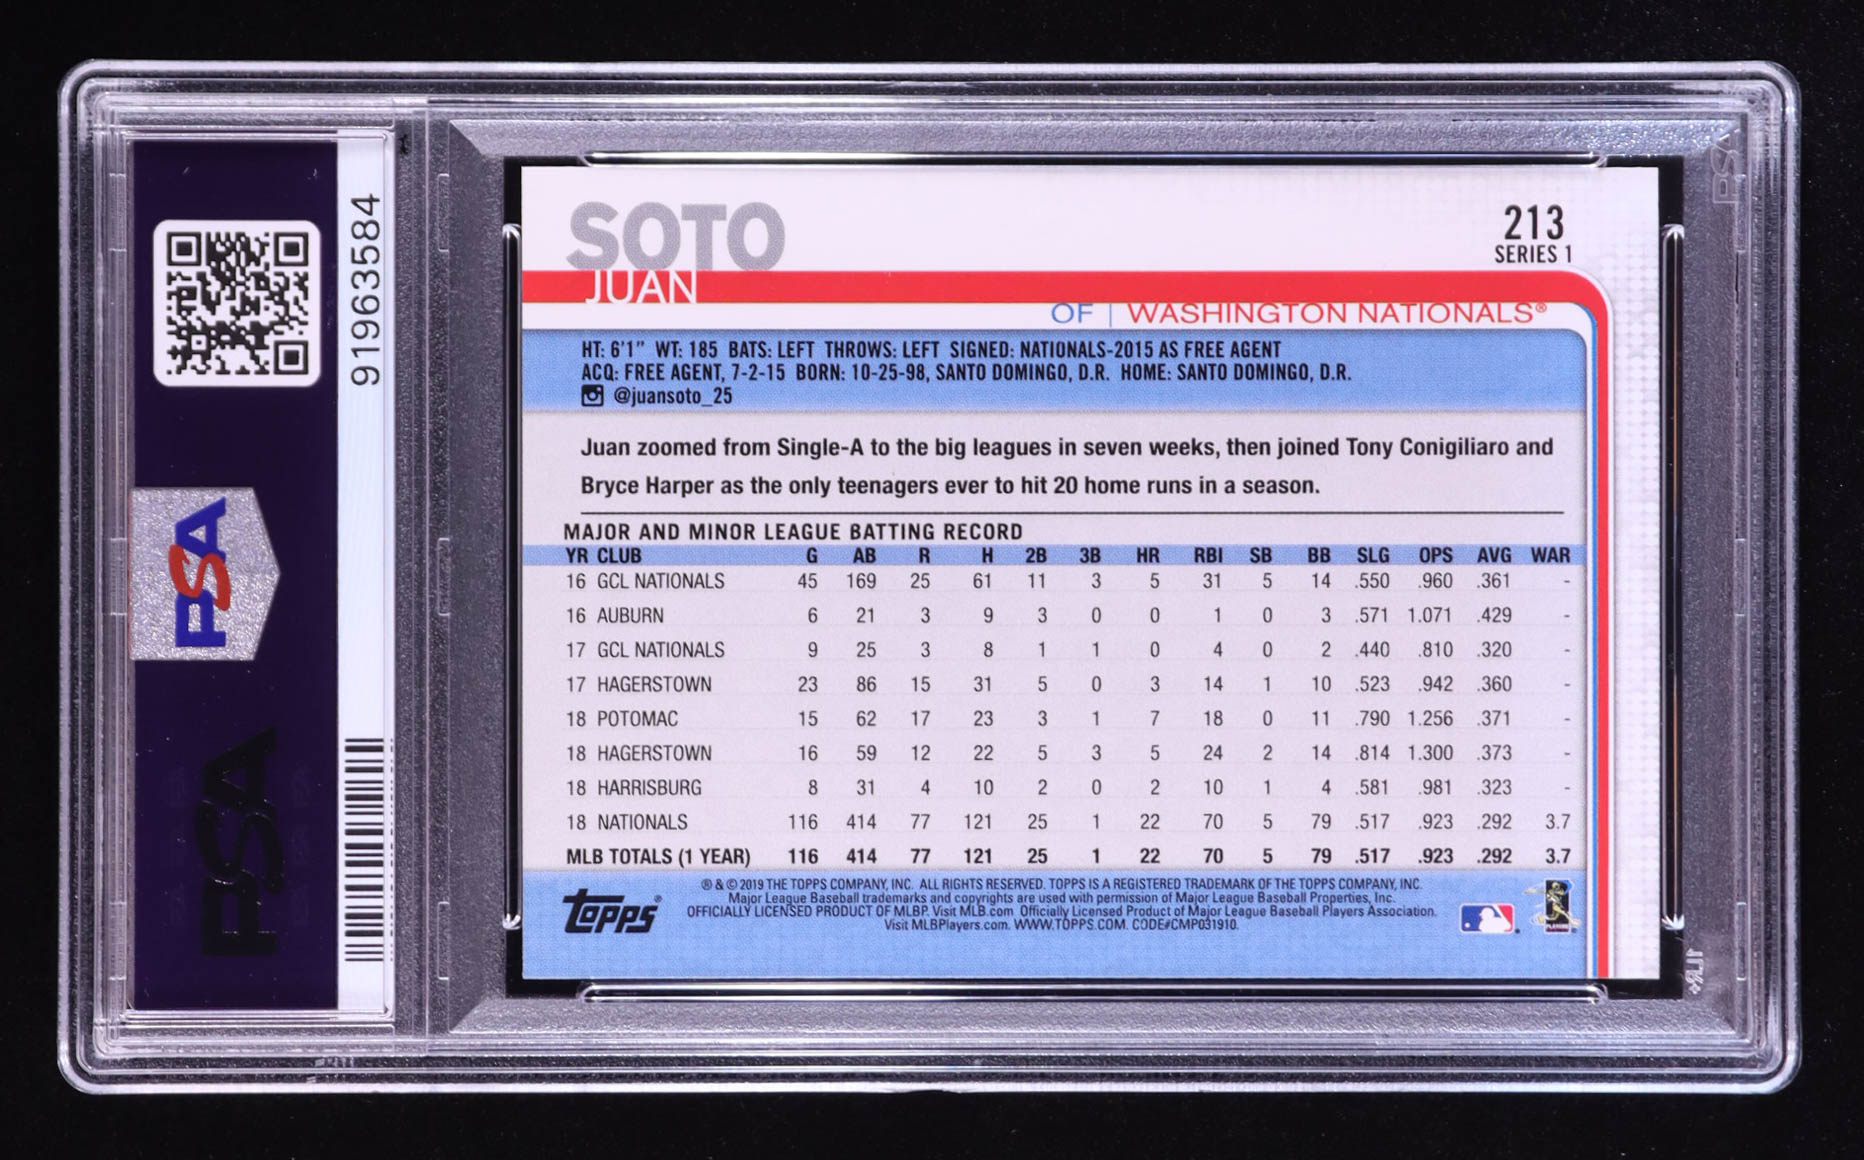 91963584
PSA
PSA
PSA
SOTO
JUAN
213
SERIES 1
OF | WASHINGTON NATIONALS®
HT: 6'1" WT: 185 BATS: LEFT THROWS: LEFT SIGNED: NATIONALS-2015 AS FREE AGENT
ACQ: FREE AGENT, 7-2-15 BORN: 10-25-98, SANTO DOMINGO, D.R. HOME: SANTO DOMINGO, D.R.
@juansoto_25
Juan zoomed from Single-A to the big leagues in seven weeks, then joined Tony Conigiliaro and
Bryce Harper as the only teenagers ever to hit 20 home runs in a season.
MAJOR AND MINOR LEAGUE BATTING RECORD
YR CLUB G AB R H 2B 3B HR RBI SB BB SLG OPS AVG WAR
16 GCL NATIONALS 45 169 25 61 11 3 5 31 5 14 .550 .960 .361 -
16 AUBURN 6 21 3 9 3 0 0 1 0 3 .571 1.071 .429 -
17 GCL NATIONALS 9 25 3 8 1 1 0 4 0 2 .440 .810 .320 -
17 HAGERSTOWN 23 86 15 31 5 0 3 14 1 10 .523 .942 .360 -
18 POTOMAC 15 62 17 23 3 1 7 18 0 11 .790 1.256 .371 -
18 HAGERSTOWN 16 59 12 22 5 3 5 24 2 14 .814 1.300 .373 -
18 HARRISBURG 8 31 4 10 2 0 2 10 1 4 .581 .981 .323 -
18 NATIONALS 116 414 77 121 25 1 22 70 5 79 .517 .923 .292 3.7
MLB TOTALS (1 YEAR) 116 414 77 121 25 1 22 70 5 79 .517 .923 .292 3.7
topps®
® & © 2019 THE TOPPS COMPANY, INC. ALL RIGHTS RESERVED. TOPPS IS A REGISTERED TRADEMARK OF THE TOPPS COMPANY, INC.
Major League Baseball trademarks and copyrights are used with permission of Major League Baseball Properties, Inc.
OFFICIALLY LICENSED PRODUCT OF MLBP. Visit MLB.com Officially Licensed Product of Major League Baseball Players Association.
Visit MLBPlayers.com. WWW.TOPPS.COM. CODE#CMP031910.
PLAYERS